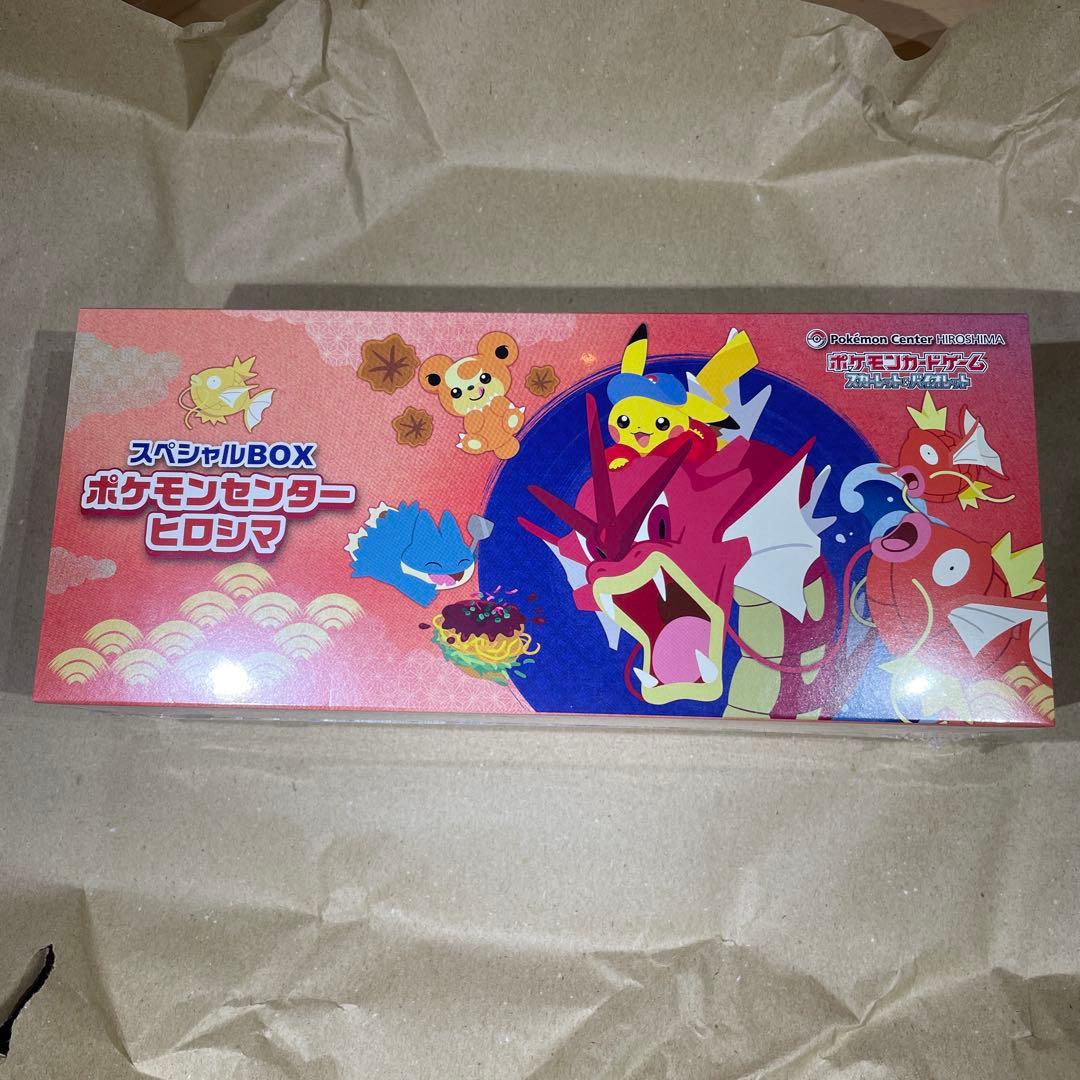 スペシャルBOX
ポケモンセンター
ヒロシマ
Pokémon Center HIROSHIMA
ポケモンカードゲーム
スカーレット&バイオレット